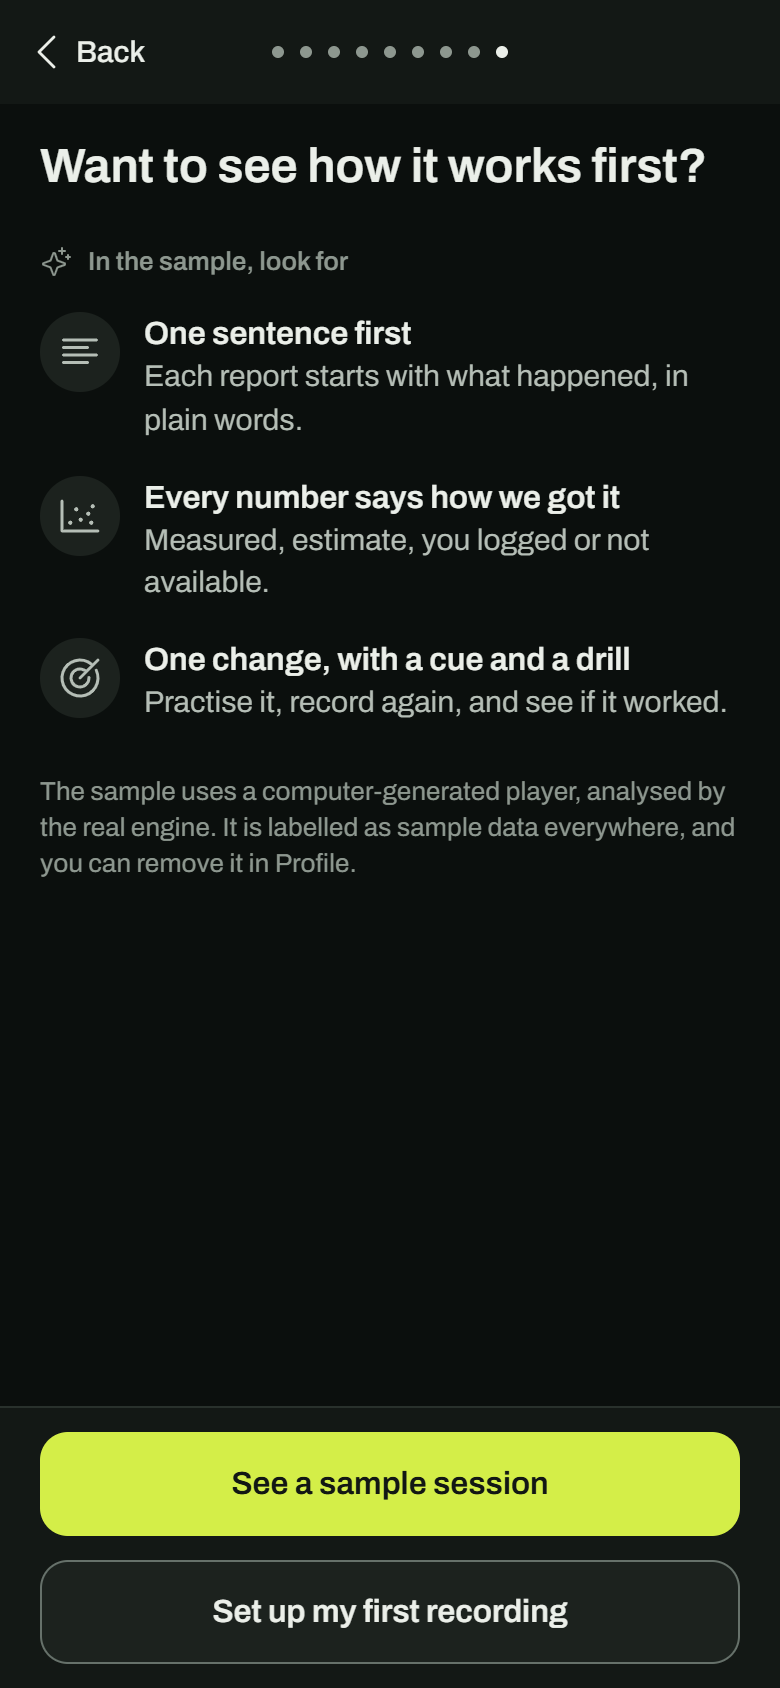 Back
Want to see how it works first?
In the sample, look for
One sentence first
Each report starts with what happened, in
plain words.
Every number says how we got it
Measured, estimate, you logged or not
available.
One change, with a cue and a drill
Practise it, record again, and see if it worked.
The sample uses a computer-generated player, analysed by
the real engine. It is labelled as sample data everywhere, and
you can remove it in Profile.
See a sample session
Set up my first recording